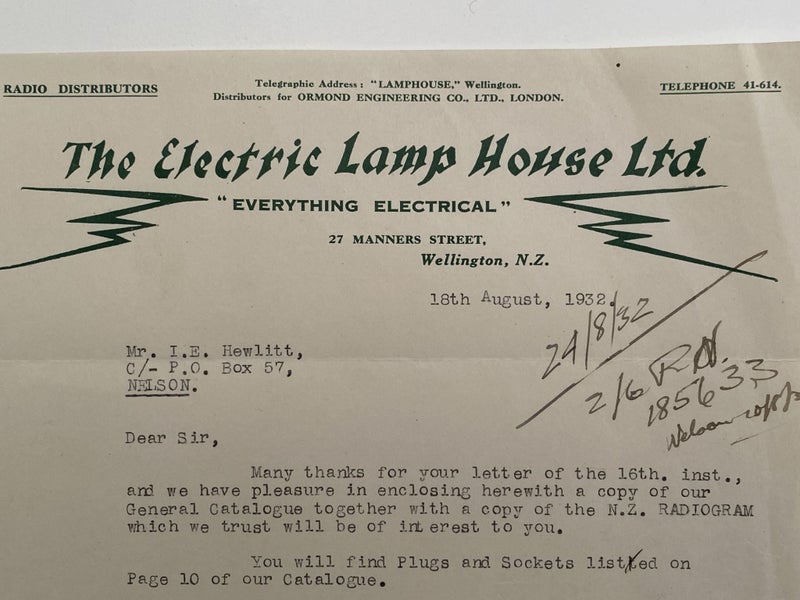 RADIO DISTRIBUTORS
Telegraphic Address: "LAMPHOUSE," Wellington.
Distributors for ORMOND ENGINEERING CO., LTD., LONDON.
TELEPHONE 41-614.
The Electric Lamp House Ltd.
"EVERYTHING ELECTRICAL"
27 MANNERS STREET,
Wellington, N.Z.
18th August, 1932.
24/8/32
2/6 R.N.
185633
Nelson 20/8/3
Mr. I.E. Hewlitt,
C/- P.O. Box 57,
NELSON.
Dear Sir,
Many thanks for your letter of the 16th. inst.,
and we have pleasure in enclosing herewith a copy of our
General Catalogue together with a copy of the N.Z. RADIOGRAM
which we trust will be of interest to you.
You will find Plugs and Sockets listed on
Page 10 of our Catalogue.